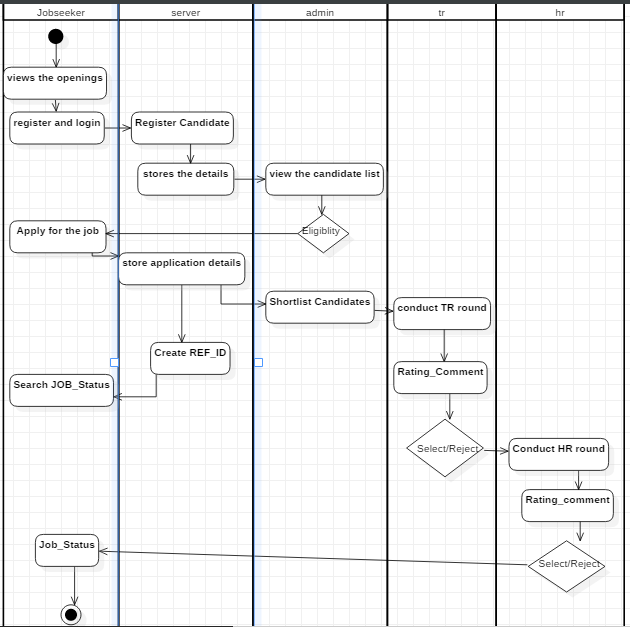 Jobseeker
server
admin
tr
hr
views the openings
register and login
Register Candidate
stores the details
view the candidate list
Eligiblity
Apply for the job
store application details
Shortlist Candidates
conduct TR round
Create REF_ID
Rating_Comment
Search JOB_Status
Select/Reject
Conduct HR round
Rating_comment
Job_Status
Select/Reject